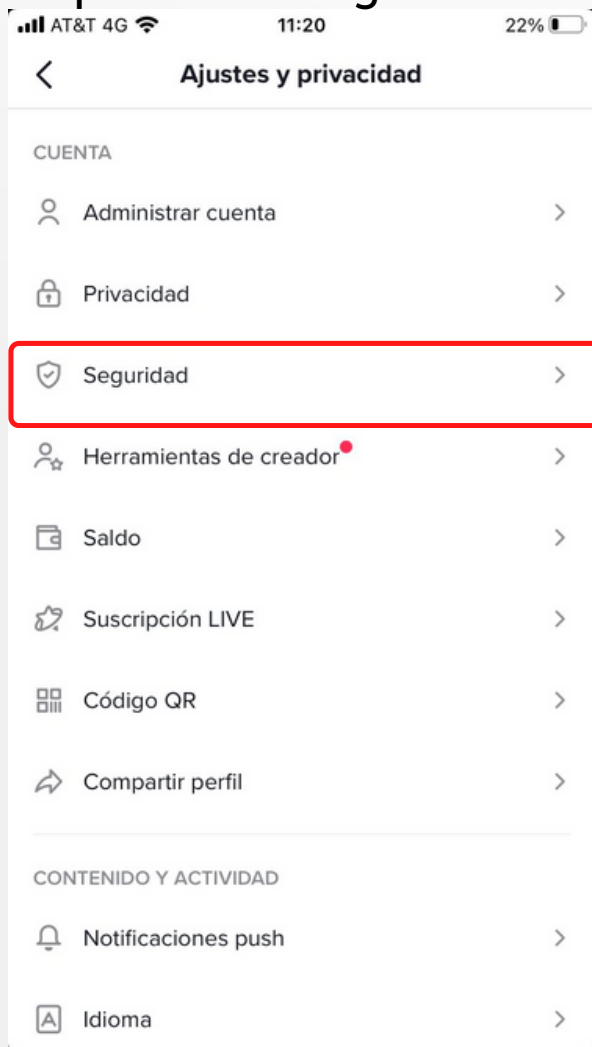 AT&T 4G 11:20 22%
Ajustes y privacidad
CUENTA
Administrar cuenta
Privacidad
Seguridad
Herramientas de creador
Saldo
Suscripción LIVE
Código QR
Compartir perfil
CONTENIDO Y ACTIVIDAD
Notificaciones push
Idioma